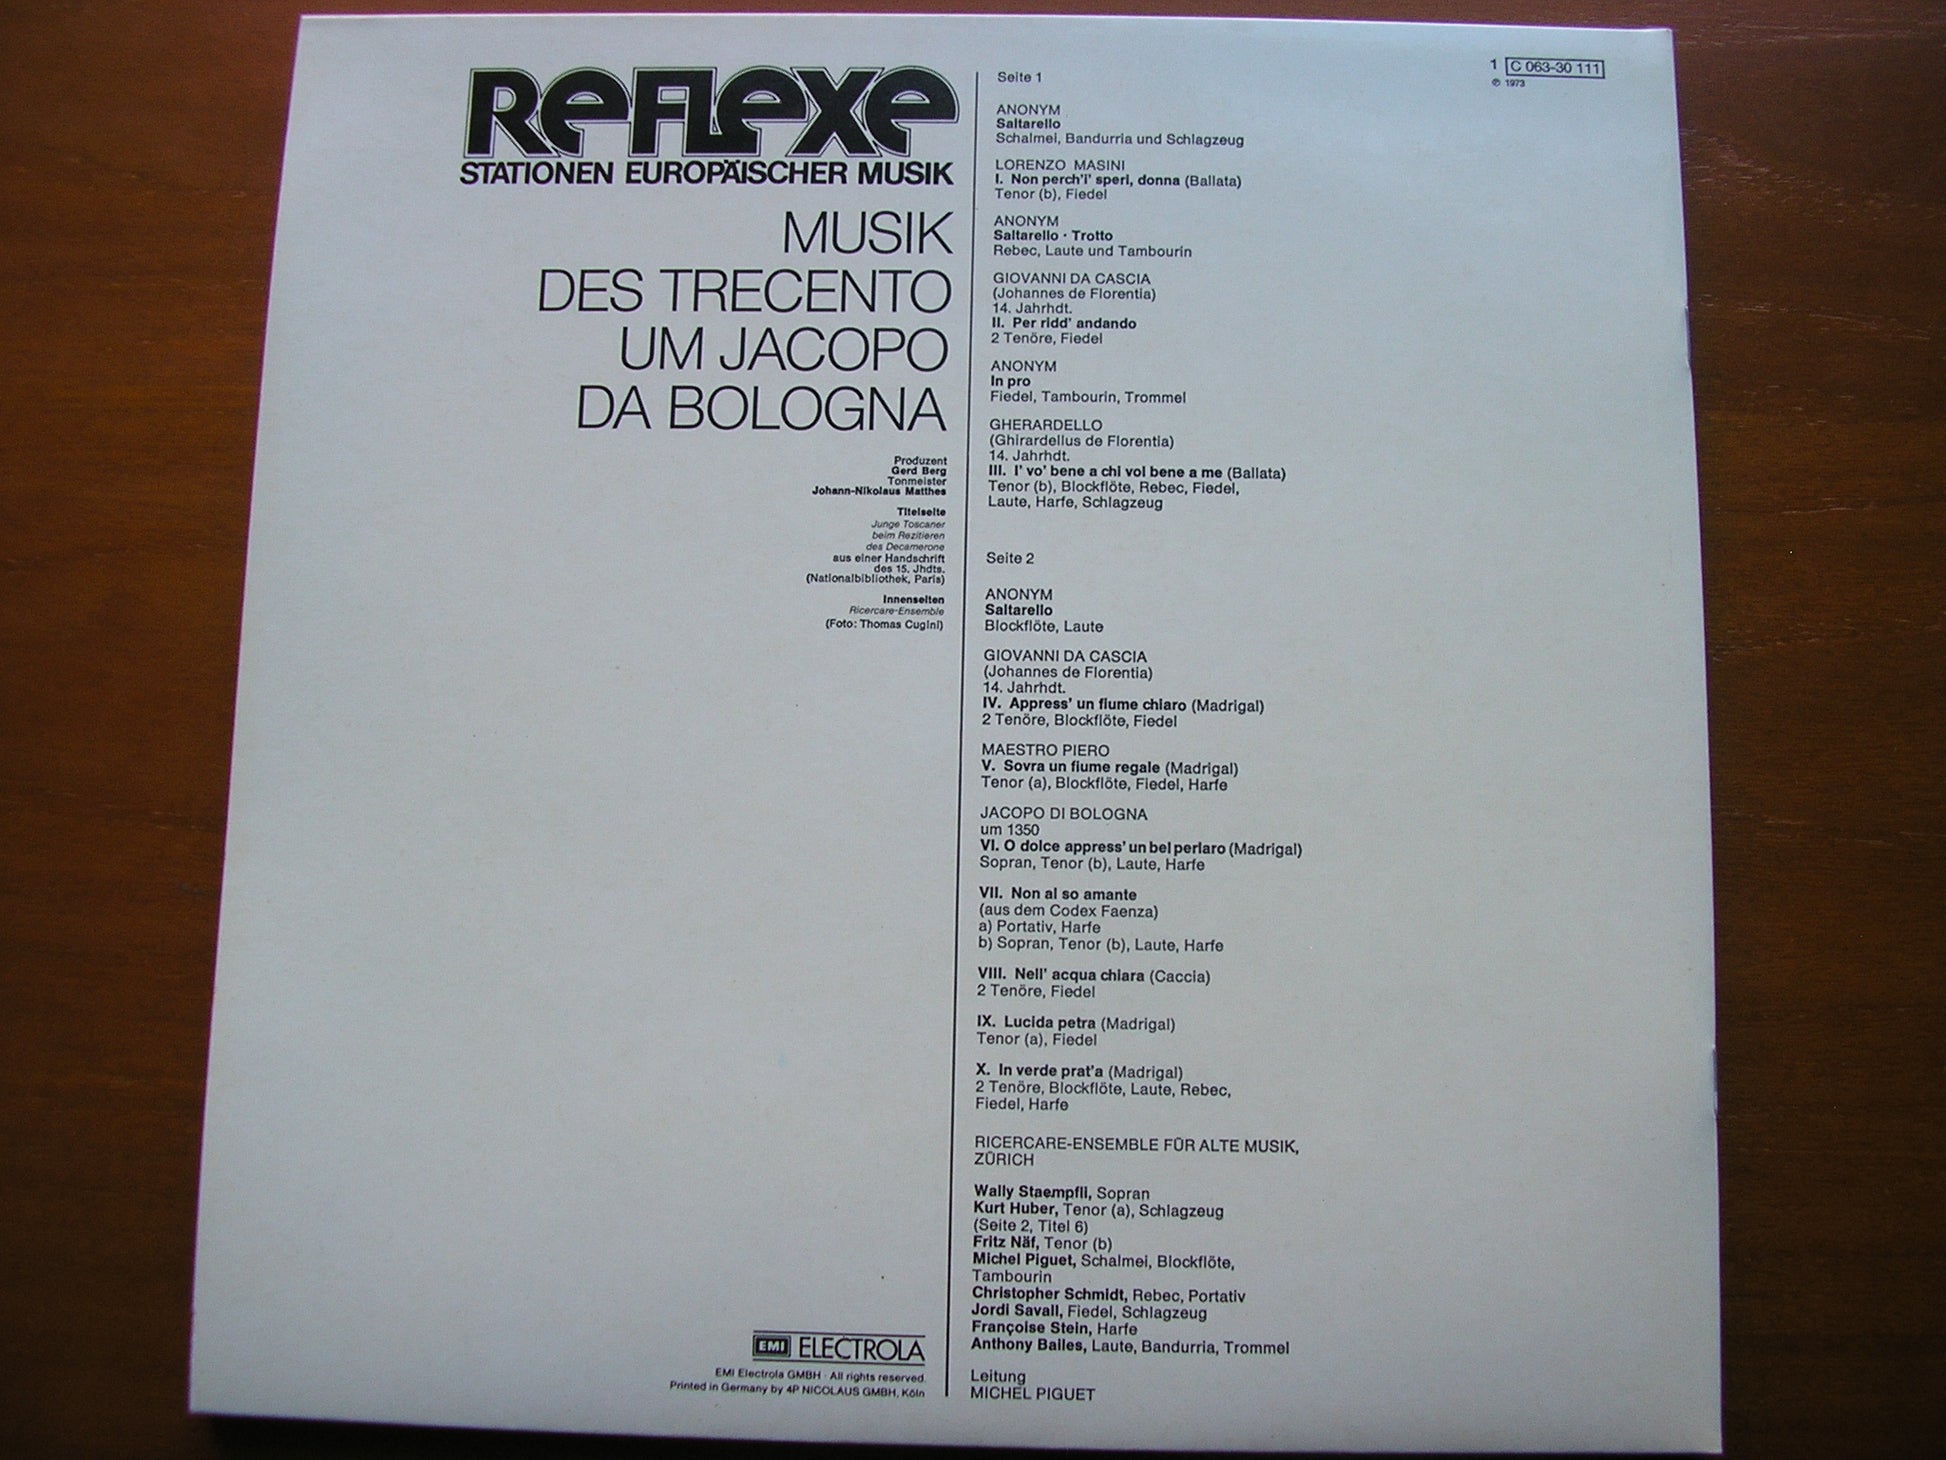 REFLEXE
STATIONEN EUROPÄISCHER MUSIK
MUSIK
DES TRECENTO
UM JACOPO
DA BOLOGNA
Produzent
Gerd Berg
Tonmeister
Johann-Nikolaus Matthes
Titelseite
Junge Toscaner
beim Rezitieren
des Decamerone
aus einer Handschrift
des 15. Jhdts.
(Nationalbibliothek, Paris)
Innenseiten
Ricercare-Ensemble
(Foto: Thomas Cugini)
EMI ELECTROLA
EMI Electrola GMBH · All rights reserved.
Printed in Germany by 4P NICOLAUS GMBH, Köln
1 C 063-30 111
℗ 1973
Seite 1
ANONYM
Saltarello
Schalmei, Bandurria und Schlagzeug
LORENZO MASINI
I. Non perch'i' speri, donna (Ballata)
Tenor (b), Fiedel
ANONYM
Saltarello · Trotto
Rebec, Laute und Tambourin
GIOVANNI DA CASCIA
(Johannes de Florentia)
14. Jahrhdt.
II. Per ridd' andando
2 Tenöre, Fiedel
ANONYM
In pro
Fiedel, Tambourin, Trommel
GHERARDELLO
(Ghirardellus de Florentia)
14. Jahrhdt.
III. I' vo' bene a chi vol bene a me (Ballata)
Tenor (b), Blockflöte, Rebec, Fiedel,
Laute, Harfe, Schlagzeug
Seite 2
ANONYM
Saltarello
Blockflöte, Laute
GIOVANNI DA CASCIA
(Johannes de Florentia)
14. Jahrhdt.
IV. Appress' un fiume chiaro (Madrigal)
2 Tenöre, Blockflöte, Fiedel
MAESTRO PIERO
V. Sovra un fiume regale (Madrigal)
Tenor (a), Blockflöte, Fiedel, Harfe
JACOPO DI BOLOGNA
um 1350
VI. O dolce appress' un bel perlaro (Madrigal)
Sopran, Tenor (b), Laute, Harfe
VII. Non al so amante
(aus dem Codex Faenza)
a) Portativ, Harfe
b) Sopran, Tenor (b), Laute, Harfe
VIII. Nell' acqua chiara (Caccia)
2 Tenöre, Fiedel
IX. Lucida petra (Madrigal)
Tenor (a), Fiedel
X. In verde prat'a (Madrigal)
2 Tenöre, Blockflöte, Laute, Rebec,
Fiedel, Harfe
RICERCARE-ENSEMBLE FÜR ALTE MUSIK,
ZÜRICH
Wally Staempfli, Sopran
Kurt Huber, Tenor (a), Schlagzeug
(Seite 2, Titel 6)
Fritz Näf, Tenor (b)
Michel Piguet, Schalmei, Blockflöte,
Tambourin
Christopher Schmidt, Rebec, Portativ
Jordi Savall, Fiedel, Schlagzeug
Françoise Stein, Harfe
Anthony Bailes, Laute, Bandurria, Trommel
Leitung
MICHEL PIGUET